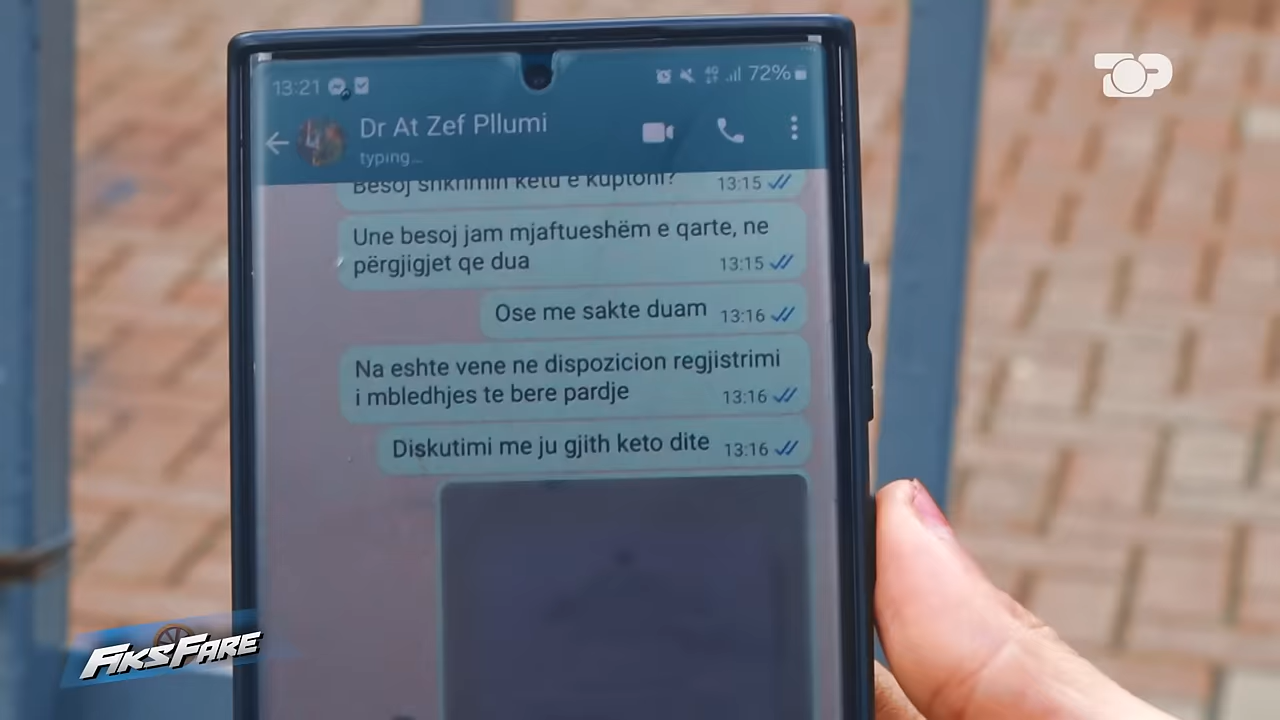 13:21
4G
72%
TOP
Dr At Zef Pllumi
typing...
Besoj shkrimin ketu e kuptoni?
13:15
Une besoj jam mjaftueshëm e qarte, ne
përgjigjet qe dua
13:15
Ose me sakte duam
13:16
Na eshte vene ne dispozicion regjistrimi
i mbledhjes te bere pardje
13:16
Diskutimi me ju gjith keto dite
13:16
FIKSFARE